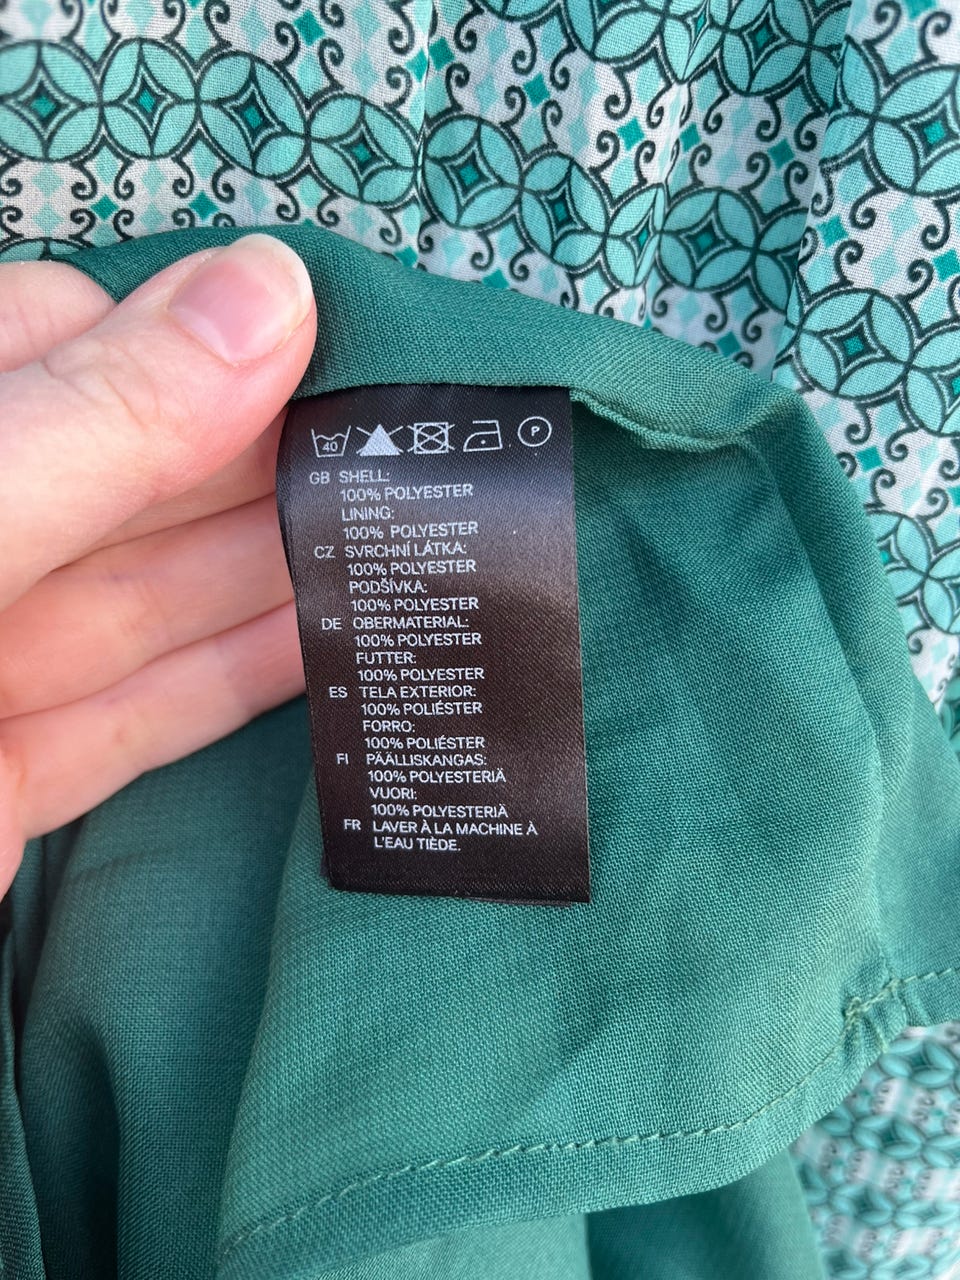 40 P
GB SHELL:
100% POLYESTER
LINING:
100% POLYESTER
CZ SVRCHNÍ LÁTKA:
100% POLYESTER
PODŠÍVKA:
100% POLYESTER
DE OBERMATERIAL:
100% POLYESTER
FUTTER:
100% POLYESTER
ES TELA EXTERIOR:
100% POLIÉSTER
FORRO:
100% POLIÉSTER
FI PÄÄLLISKANGAS:
100% POLYESTERIÄ
VUORI:
100% POLYESTERIÄ
FR LAVER À LA MACHINE À
L'EAU TIÈDE.